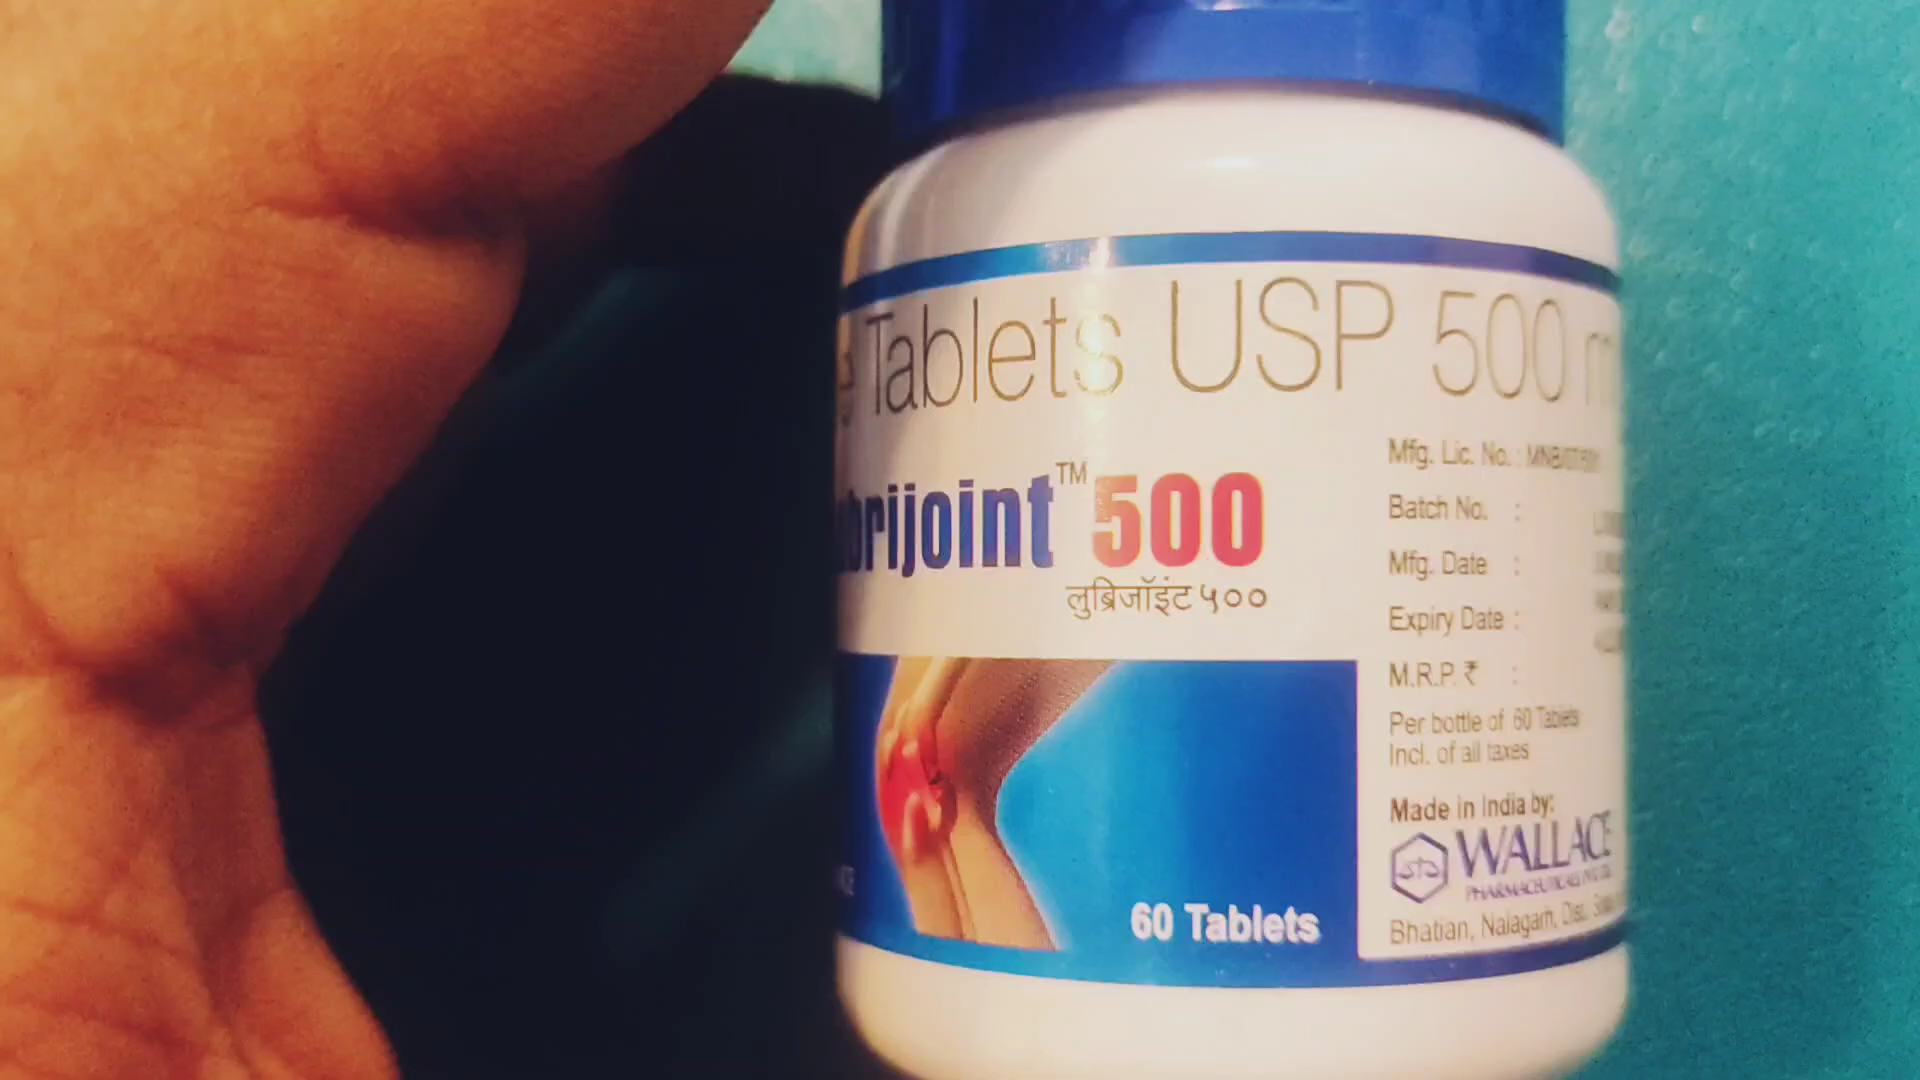 Tablets USP 500
brijoint™ 500
लुब्रिजॉइंट ५००
60 Tablets
Mfg. Lic. No. :
Batch No. :
Mfg. Date :
Expiry Date :
M.R.P. ₹ :
Per bottle of 60 Tablets
Incl. of all taxes
Made in India by:
WALLACE
PHARMACEUTICALS PVT. LTD.
Bhatian, Nalagarh, Dist.